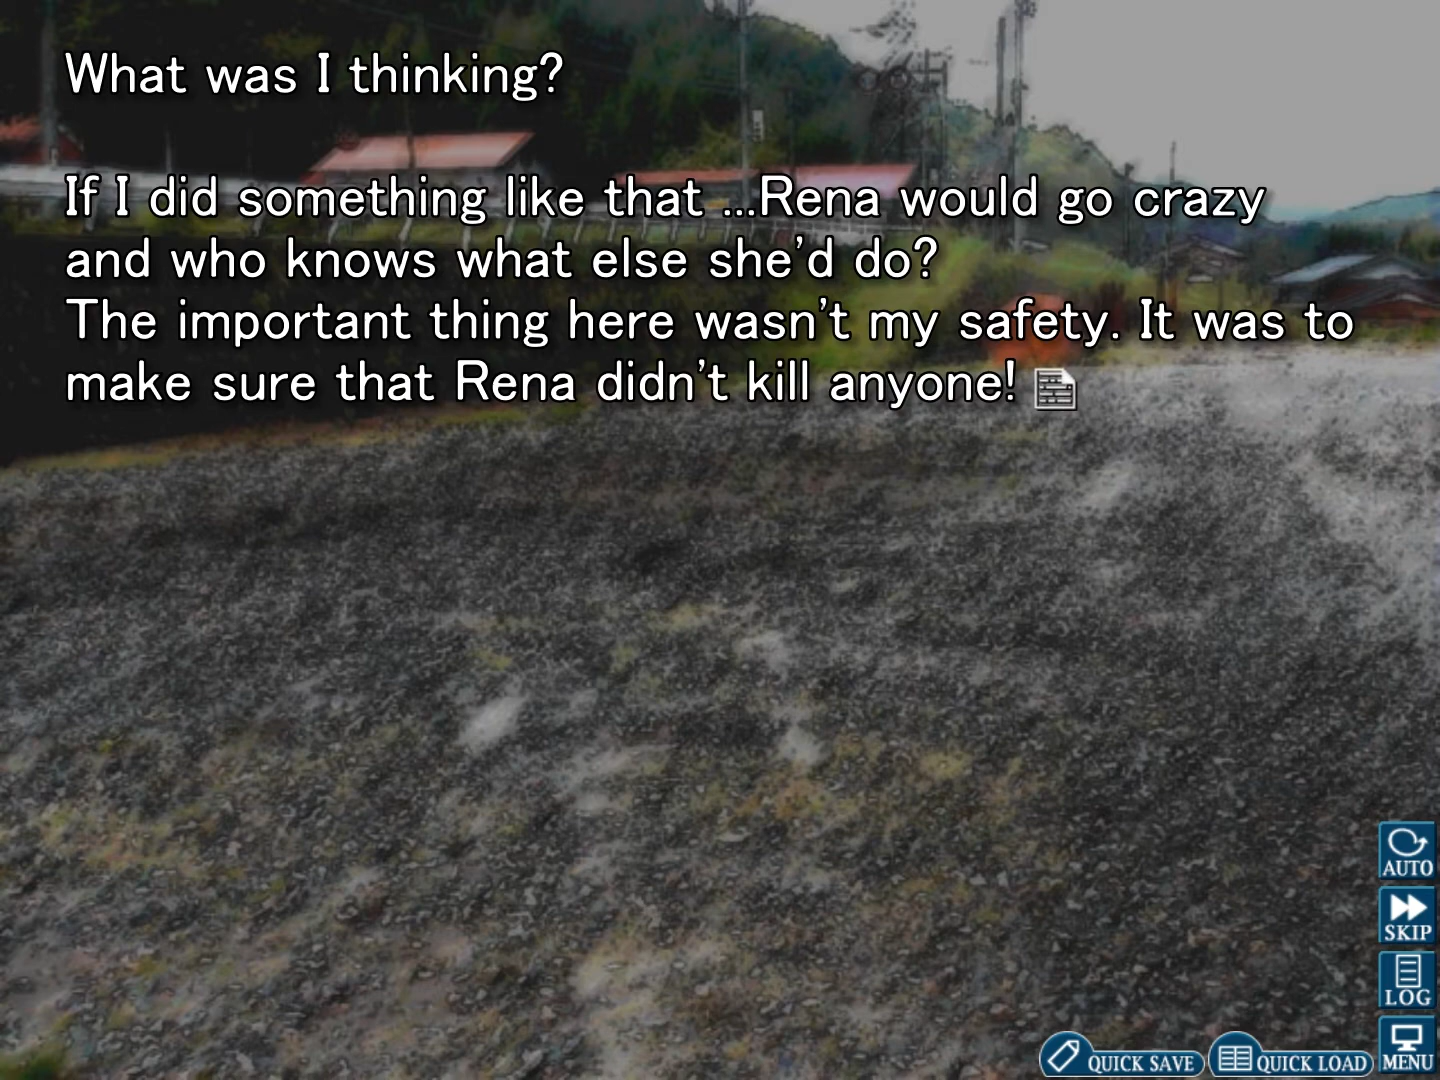 What was I thinking?
If I did something like that ...Rena would go crazy
and who knows what else she'd do?
The important thing here wasn't my safety. It was to
make sure that Rena didn't kill anyone!
AUTO
SKIP
LOG
QUICK SAVE
QUICK LOAD
MENU